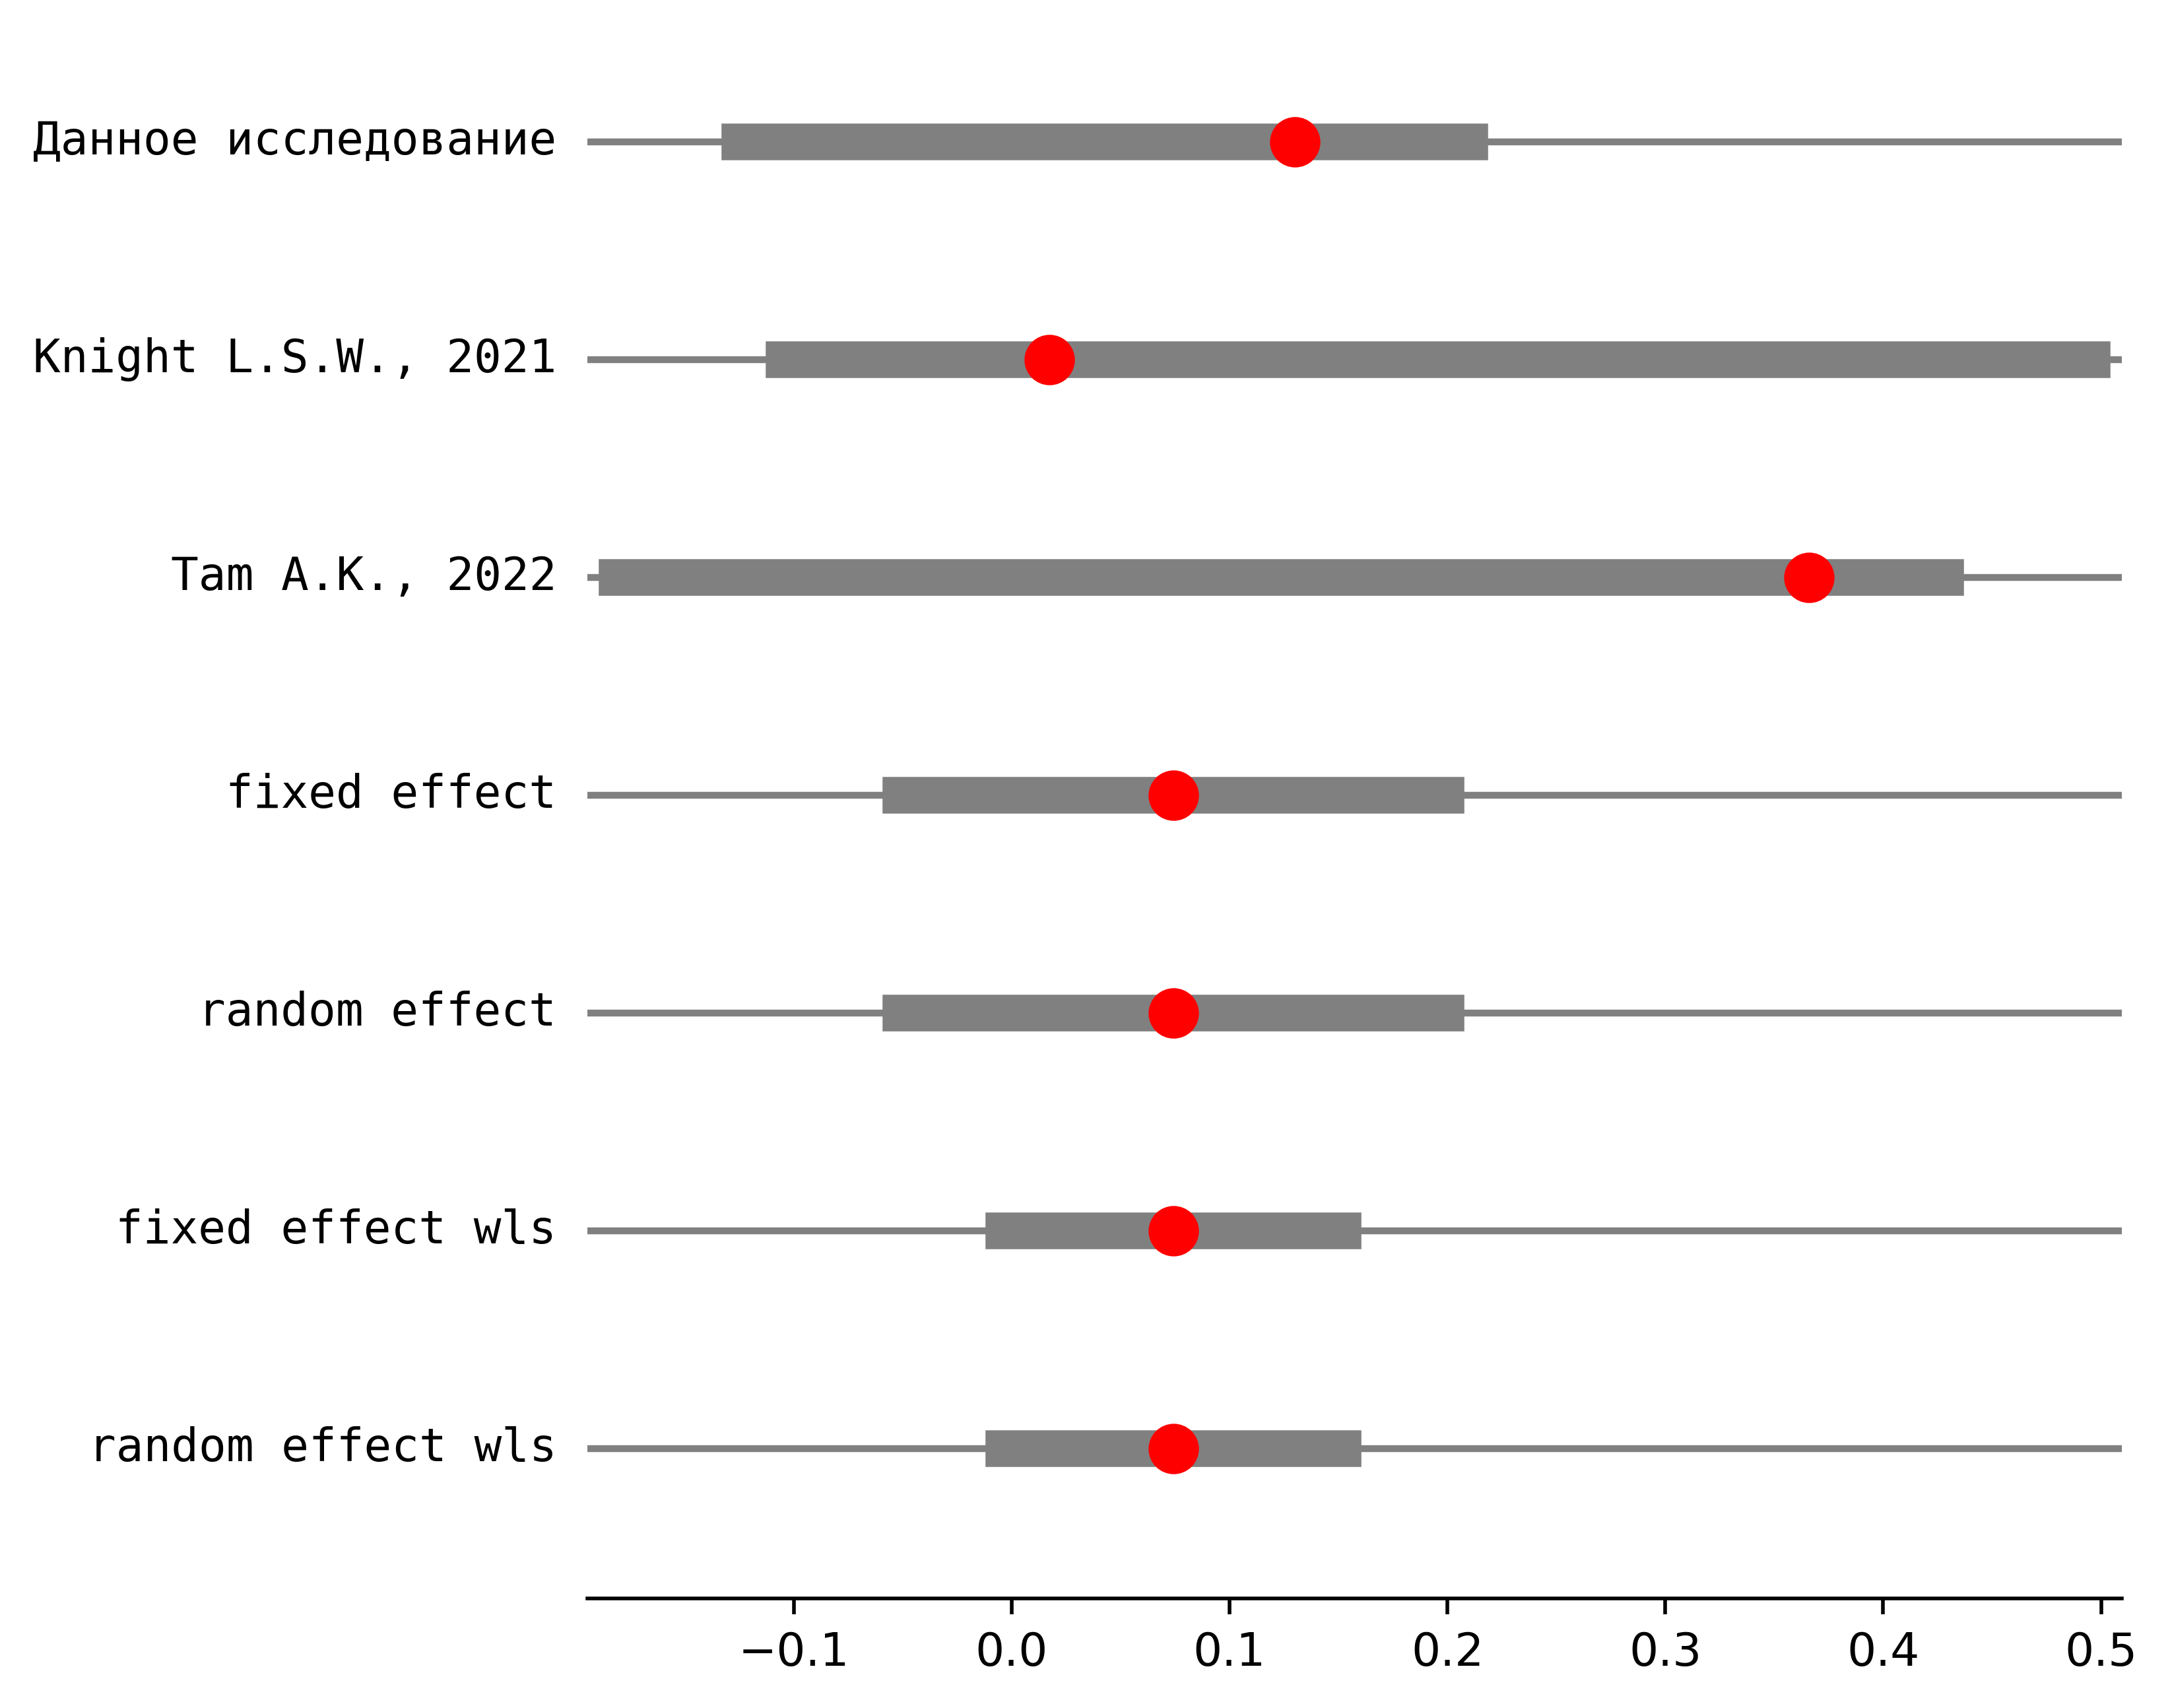 Данное исследование
Knight L.S.W., 2021
Tam A.K., 2022
fixed effect
random effect
fixed effect wls
random effect wls
−0.1 0.0 0.1 0.2 0.3 0.4 0.5